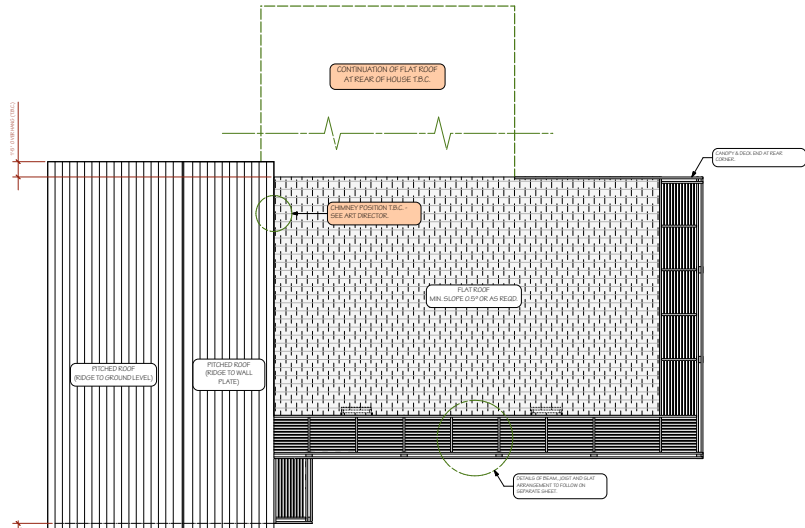 CONTINUATION OF FLAT ROOF
AT REAR OF HOUSE T.B.C.
CANOPY & DECK END AT REAR
CORNER.
CHIMNEY POSITION T.B.C. -
SEE ART DIRECTOR.
FLAT ROOF
MIN. SLOPE 0.5° OR AS REQD.
PITCHED ROOF
(RIDGE TO GROUND LEVEL)
PITCHED ROOF
(RIDGE TO WALL
PLATE)
DETAILS OF BEAM, JOIST AND SLAT
ARRANGEMENT TO FOLLOW ON
SEPARATE SHEET.
OVERHANG (T.B.C.)